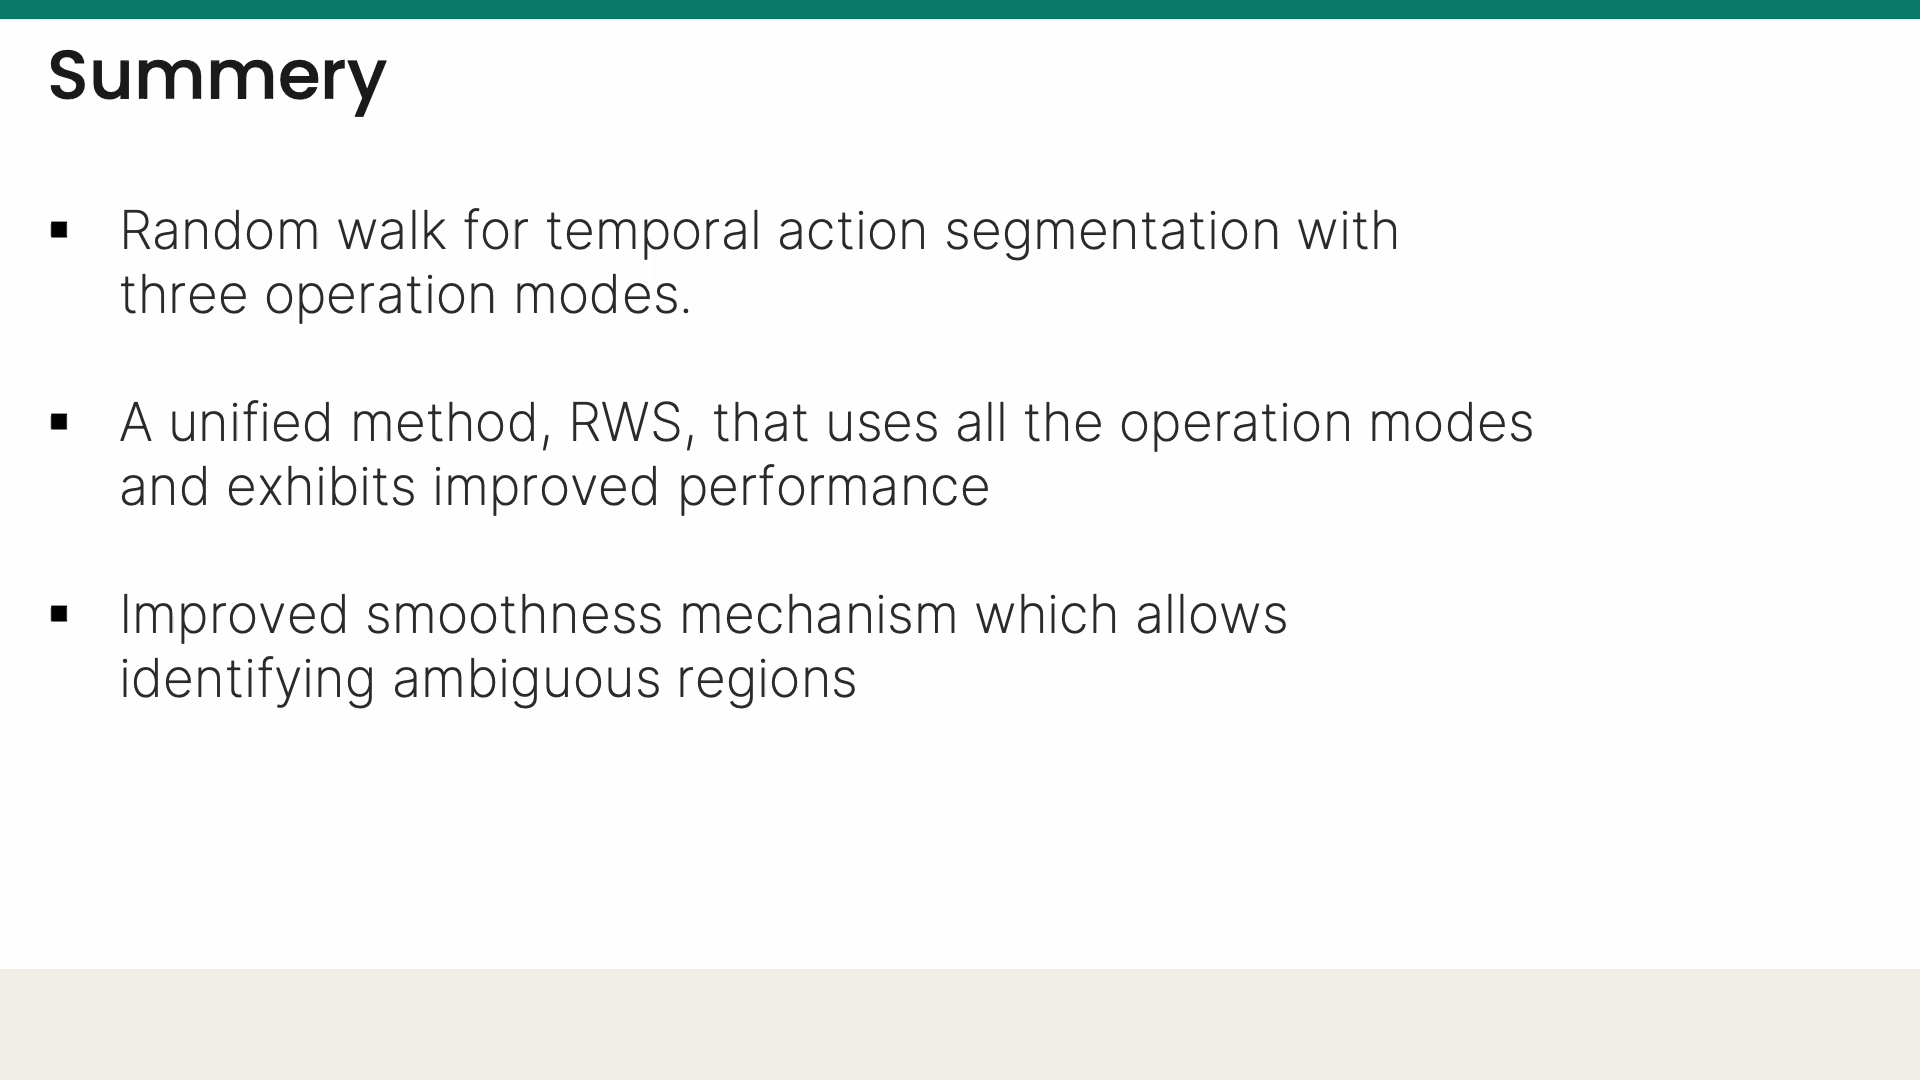 Summery
▪ Random walk for temporal action segmentation with
three operation modes.
▪ A unified method, RWS, that uses all the operation modes
and exhibits improved performance
▪ Improved smoothness mechanism which allows
identifying ambiguous regions